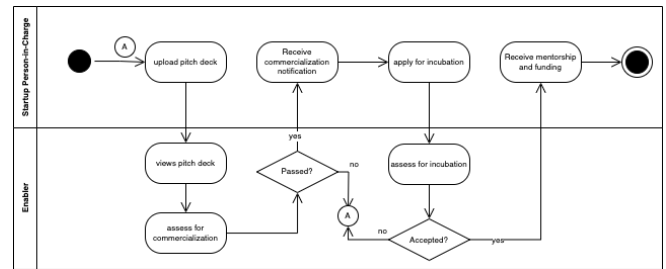 Startup Person-in-Charge
A
upload pitch deck
Receive
commercialization
notification
apply for incubation
Receive mentorship
and funding
Enabler
views pitch deck
assess for
commercialization
yes
Passed?
no
A
assess for incubation
no
Accepted?
yes